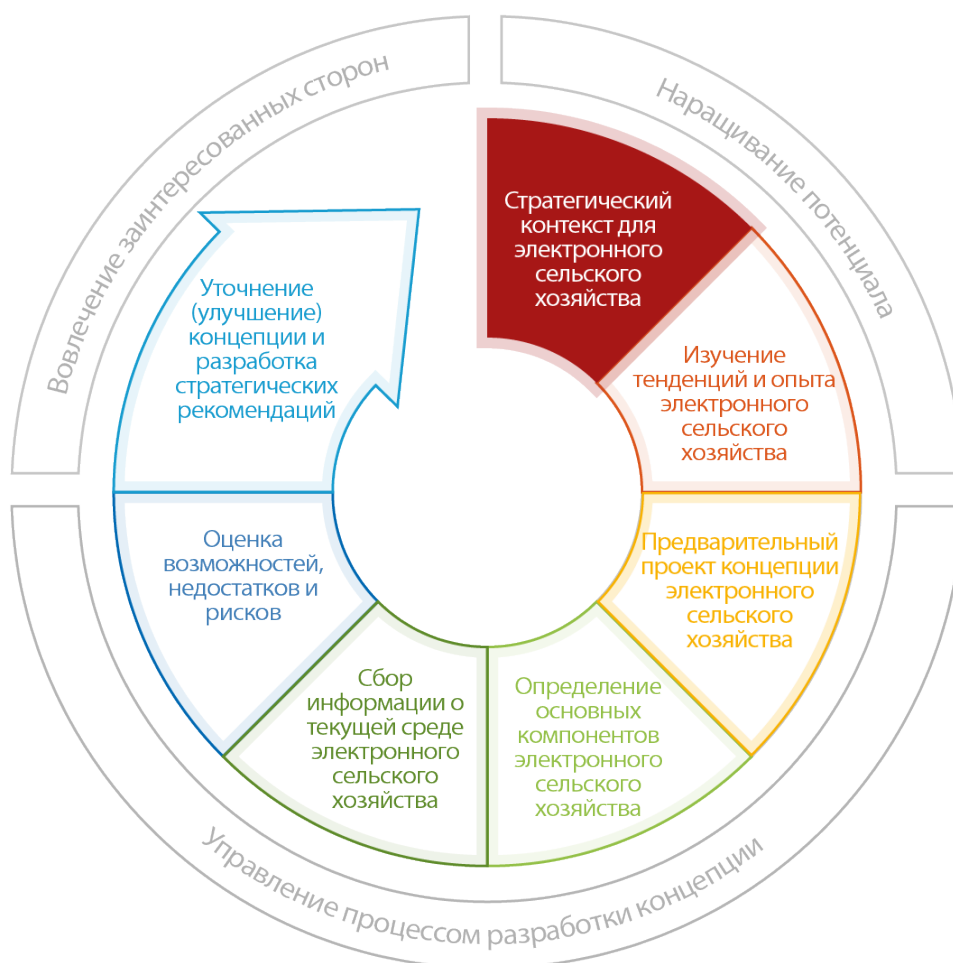 Вовлечение заинтересованных сторон
Наращивание потенциала
Стратегический
контекст для
электронного
сельского
хозяйства
Изучение
тенденций и опыта
электронного
сельского
хозяйства
Предварительный
проект концепции
электронного
сельского
хозяйства
Определение
основных
компонентов
электронного
сельского
хозяйства
Сбор
информации о
текущей среде
электронного
сельского
хозяйства
Оценка
возможностей,
недостатков и
рисков
Уточнение
(улучшение)
концепции и
разработка
стратегических
рекомендаций
Управление процессом разработки концепции